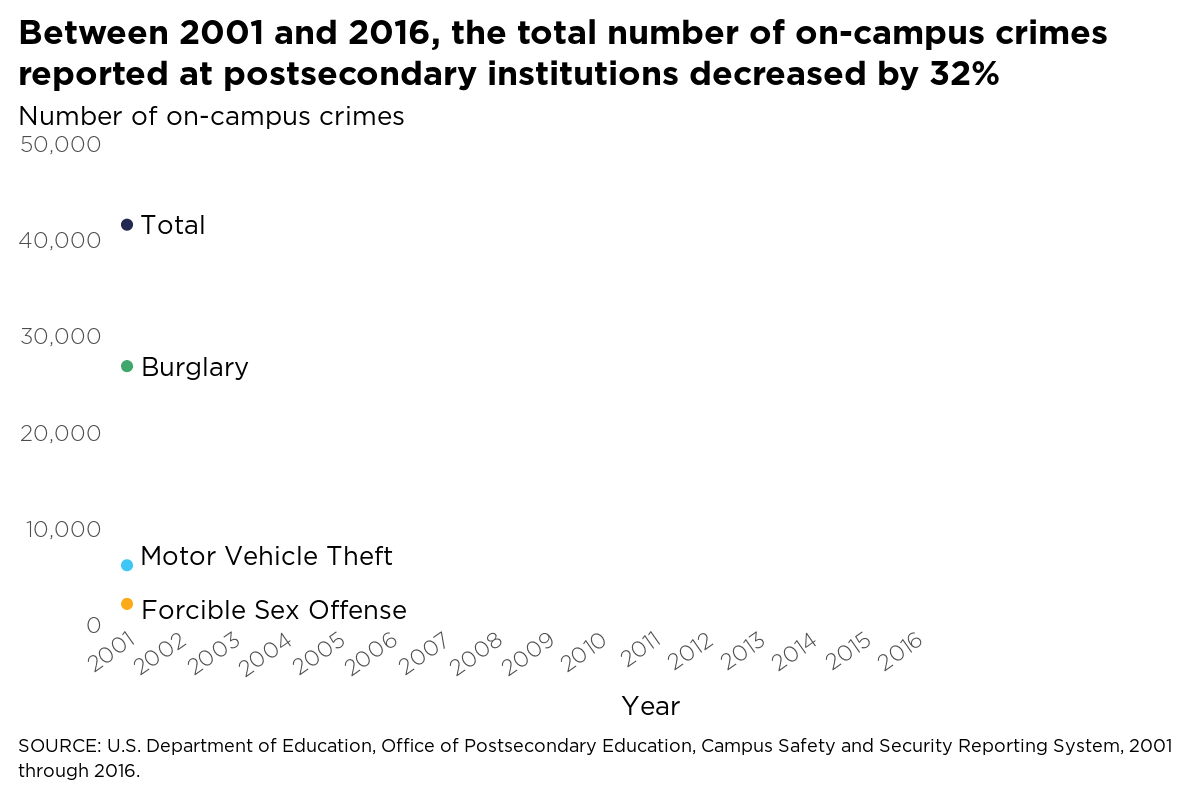 Between 2001 and 2016, the total number of on-campus crimes
reported at postsecondary institutions decreased by 32%
Number of on-campus crimes
50,000
Total
40,000
30,000
Burglary
20,000
10,000
Motor Vehicle Theft
Forcible Sex Offense
0
2001 2002 2003 2004 2005 2006 2007 2008 2009 2010 2011 2012 2013 2014 2015 2016
Year
SOURCE: U.S. Department of Education, Office of Postsecondary Education, Campus Safety and Security Reporting System, 2001
through 2016.